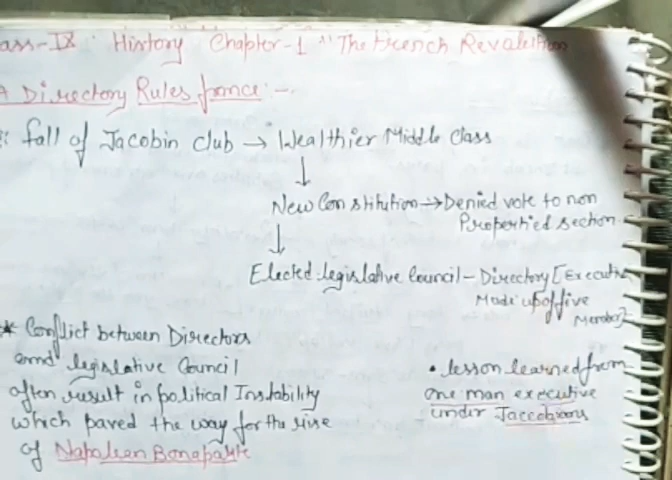 ass-IX : History Chapter-1 "The French Revolution
A Directory Rules france :-
fall of Jacobin club → Wealthier Middle class
↓
New Constitution → Denied vote to non
Propertied section
↓
Elected legislative Council - Directory [Executive
Made up of five
Member]
* Conflict between Directors
and legislative Council
often result in political Instability
which paved the way for the rise
of Napoleon Bonaparte
• lesson learned from
one man executive
under Jaccobians